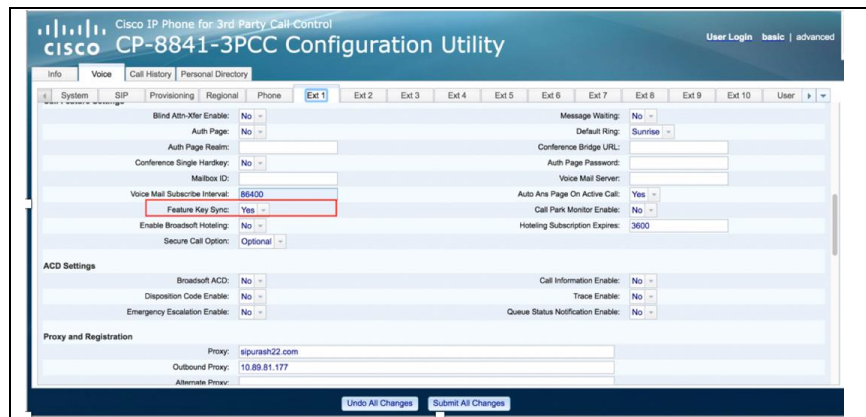 Cisco IP Phone for 3rd Party Call Control
CISCO CP-8841-3PCC Configuration Utility
User Login basic | advanced
Info Voice Call History Personal Directory
System SIP Provisioning Regional Phone Ext 1 Ext 2 Ext 3 Ext 4 Ext 5 Ext 6 Ext 7 Ext 8 Ext 9 Ext 10 User
Call Feature Settings
Blind Attn-Xfer Enable: No Message Waiting: No
Auth Page: No Default Ring: Sunrise
Auth Page Realm: Conference Bridge URL:
Conference Single Hardkey: No Auth Page Password:
Mailbox ID: Voice Mail Server:
Voice Mail Subscribe Interval: 86400 Auto Ans Page On Active Call: Yes
Feature Key Sync: Yes Call Park Monitor Enable: No
Enable Broadsoft Hoteling: No Hoteling Subscription Expires: 3600
Secure Call Option: Optional
ACD Settings
Broadsoft ACD: No Call Information Enable: No
Disposition Code Enable: No Trace Enable: No
Emergency Escalation Enable: No Queue Status Notification Enable: No
Proxy and Registration
Proxy: sipurash22.com
Outbound Proxy: 10.89.81.177
Alternate Proxy:
Undo All Changes Submit All Changes